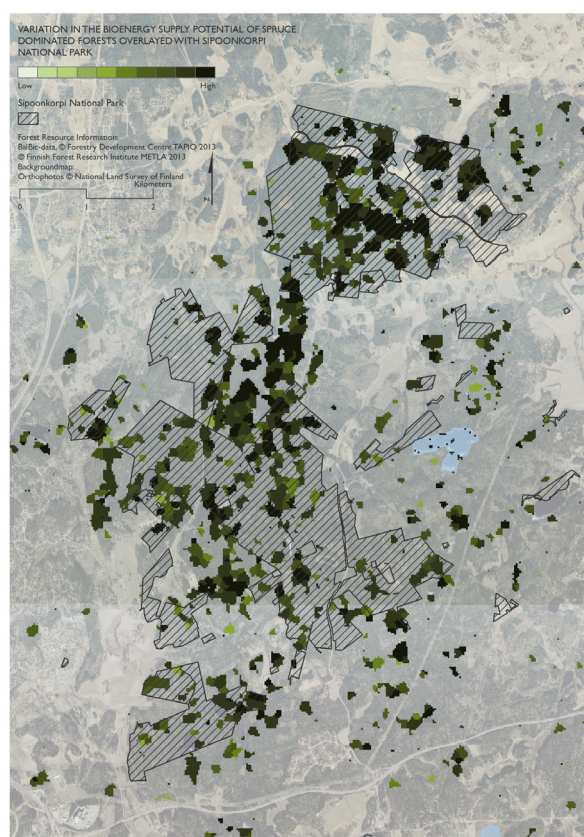 VARIATION IN THE BIOENERGY SUPPLY POTENTIAL OF SPRUCE
DOMINATED FORESTS OVERLAYED WITH SIPOONKORPI
NATIONAL PARK
Low High
Sipoonkorpi National Park
Forest Resource Information:
BalBic-data, © Forestry Development Centre TAPIO 2013
© Finnish Forest Research Institute METLA 2013
Backgroundmap:
Orthophotos © National Land Survey of Finland
Kilometers
0 1 2
N